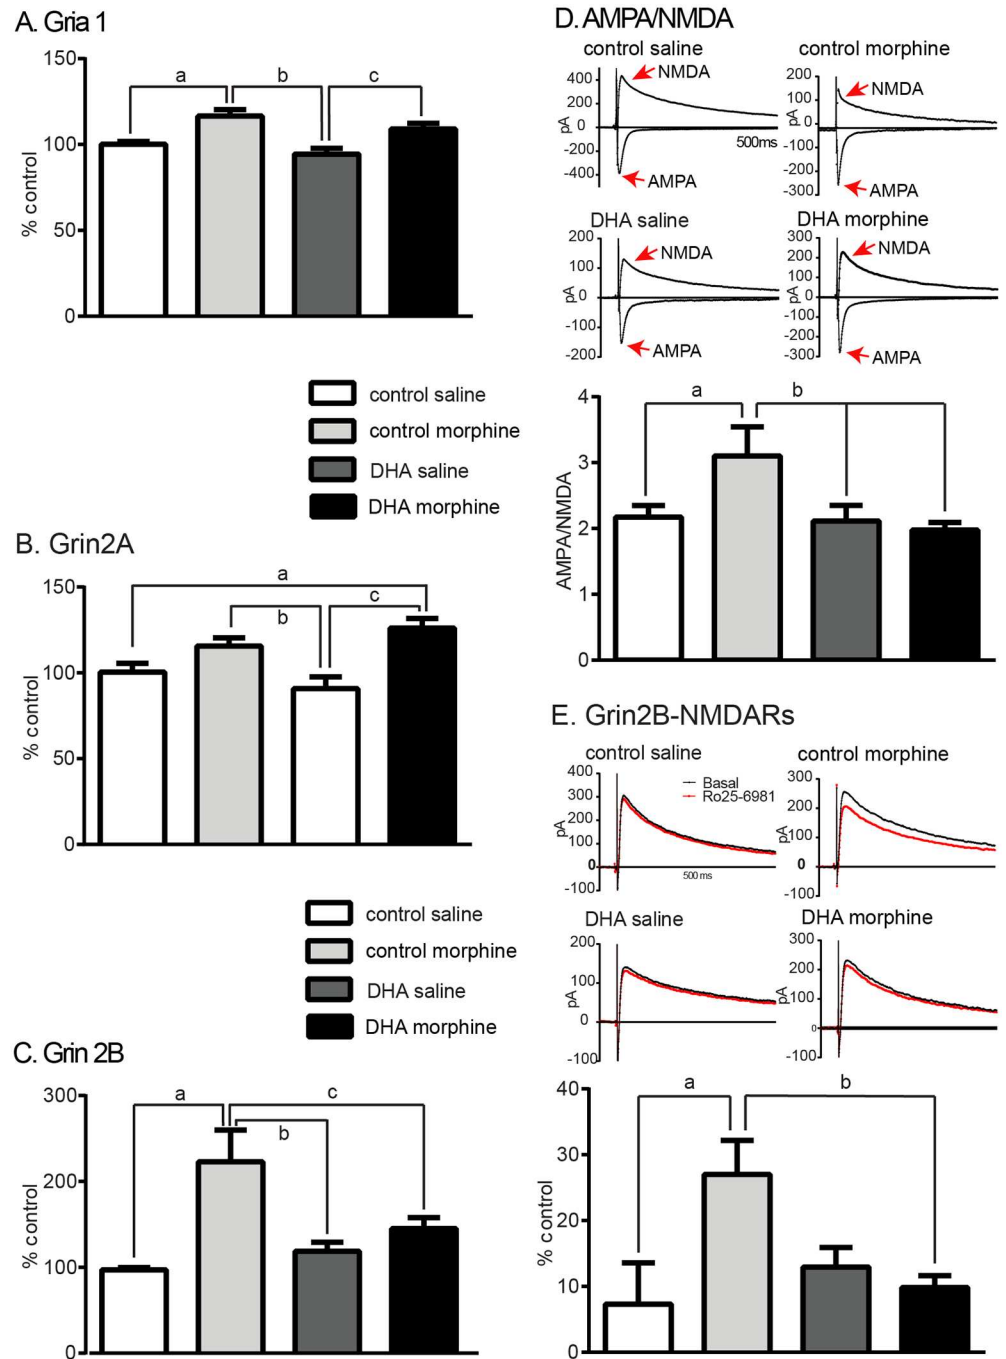 A. Gria 1
150
100
50
0
% control
a
b
c
control saline
control morphine
DHA saline
DHA morphine
B. Grin2A
150
100
50
0
% control
a
b
c
control saline
control morphine
DHA saline
DHA morphine
C. Grin 2B
300
200
100
0
% control
a
c
b
D. AMPA/NMDA
control saline
400
200
0
-200
-400
pA
NMDA
AMPA
500ms
control morphine
200
100
0
-100
-200
-300
pA
NMDA
AMPA
DHA saline
200
100
0
-100
-200
pA
NMDA
AMPA
DHA morphine
300
200
100
0
-100
-200
-300
pA
NMDA
AMPA
4
3
2
1
0
AMPA/NMDA
a
b
E. Grin2B-NMDARs
control saline
400
300
200
100
0
-100
pA
Basal
Ro25-6981
500 ms
control morphine
300
200
100
0
-100
pA
DHA saline
200
100
0
-100
pA
DHA morphine
300
200
100
0
-100
pA
40
30
20
10
0
% control
a
b